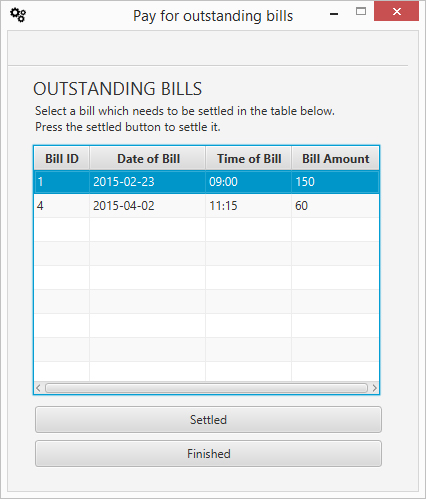 Pay for outstanding bills
OUTSTANDING BILLS
Select a bill which needs to be settled in the table below.
Press the settled button to settle it.
Bill ID Date of Bill Time of Bill Bill Amount
1 2015-02-23 09:00 150
4 2015-04-02 11:15 60
Settled
Finished